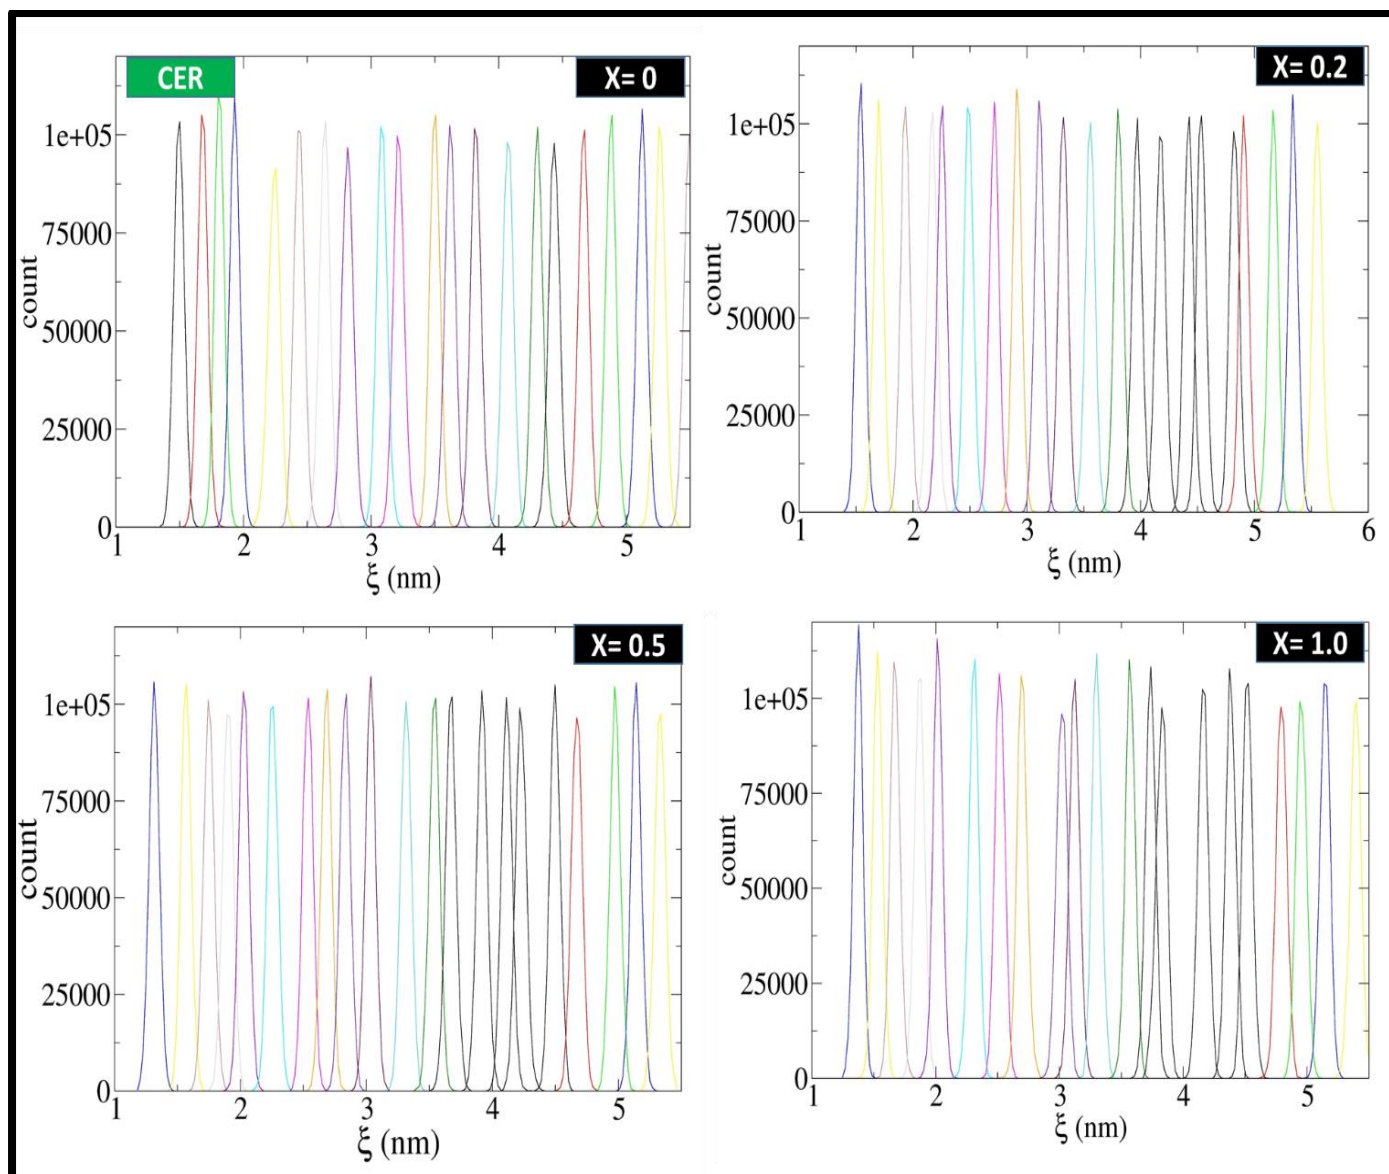 CER
X= 0
1e+05
75000
50000
25000
0
count
1 2 3 4 5
ξ (nm)
X= 0.2
1e+05
75000
50000
25000
0
count
1 2 3 4 5 6
ξ (nm)
X= 0.5
1e+05
75000
50000
25000
0
count
1 2 3 4 5
ξ (nm)
X= 1.0
1e+05
75000
50000
25000
0
count
1 2 3 4 5
ξ (nm)